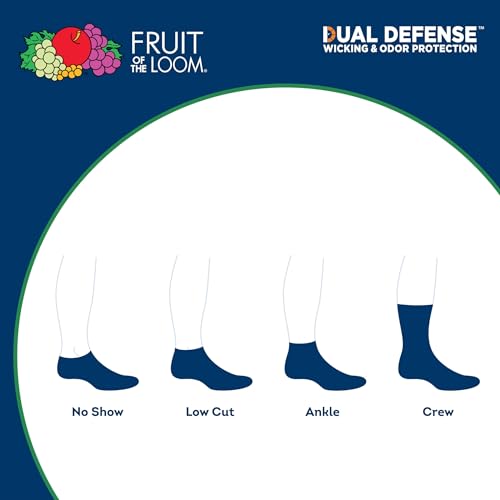 FRUIT
OF THE LOOM®
DUAL DEFENSE™
WICKING & ODOR PROTECTION
No Show
Low Cut
Ankle
Crew